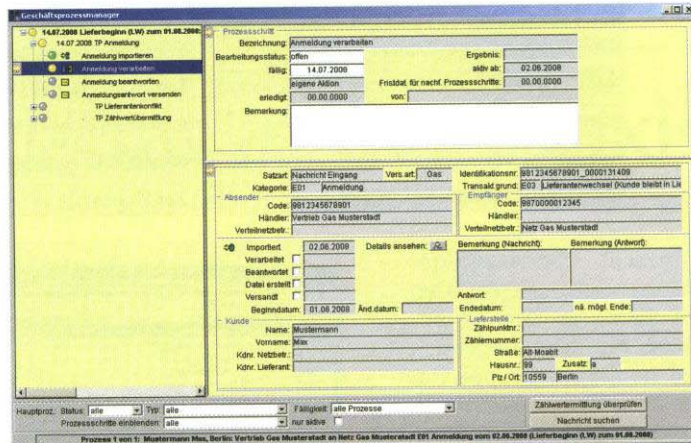 Geschäftsprozessmanager
14.07.2008 Lieferbeginn (LW) zum 01.08.2008:
14.07.2008 TP Anmeldung
Anmeldung importieren
Anmeldung verarbeiten
Anmeldung beantworten
Anmeldungsantwort versenden
TP Lieferantenkonflikt
TP Zählwertübermittlung
Prozessschritt
Bezeichnung: Anmeldung verarbeiten
Bearbeitungsstatus: offen Ergebnis:
fällig: 14.07.2008 aktiv ab: 02.06.2008
eigene Aktion Fristdat. für nachf. Prozessschritte: 00.00.0000
erledigt: 00.00.0000 von:
Bemerkung:
Satzart: Nachricht Eingang Vers.art: Gas Identifikationsnr: 9812345678901_0000131409
Kategorie: E01 Anmeldung Transakt.grund: E03 Lieferantenwechsel (Kunde bleibt in Lie
Absender Empfänger
Code: 9812345678901 Code: 9870000012345
Händler: Vertrieb Gas Musterstadt Händler:
Verteilnetzbetr.: Verteilnetzbetr.: Netz Gas Musterstadt
Importiert 02.06.2008 Details ansehen: Bemerkung (Nachricht): Bemerkung (Antwort):
Verarbeitet
Beantwortet
Datei erstellt
Versandt Antwort:
Beginndatum: 01.08.2008 Änd.datum: Endedatum: nä. mögl. Ende:
Kunde Lieferstelle
Name: Mustermann Zählpunktnr.:
Vorname: Max Zählernummer:
Kdnr. Netzbetr.: Straße: Alt-Moabit
Kdnr. Lieferant: Hausnr.: 99 Zusatz: a
Plz / Ort: 10559 Berlin
Hauptproz. Status: alle Typ: alle Fälligkeit: alle Prozesse Zählwertermittlung überprüfen
Prozessschritte einblenden: alle nur aktive Nachricht suchen
Prozess 1 von 1: Mustermann Max, Berlin: Vertrieb Gas Musterstadt an Netz Gas Musterstadt E01 Anmeldung vom 02.06.2008 (Lieferbeginn (LW) zum 01.08.2008)